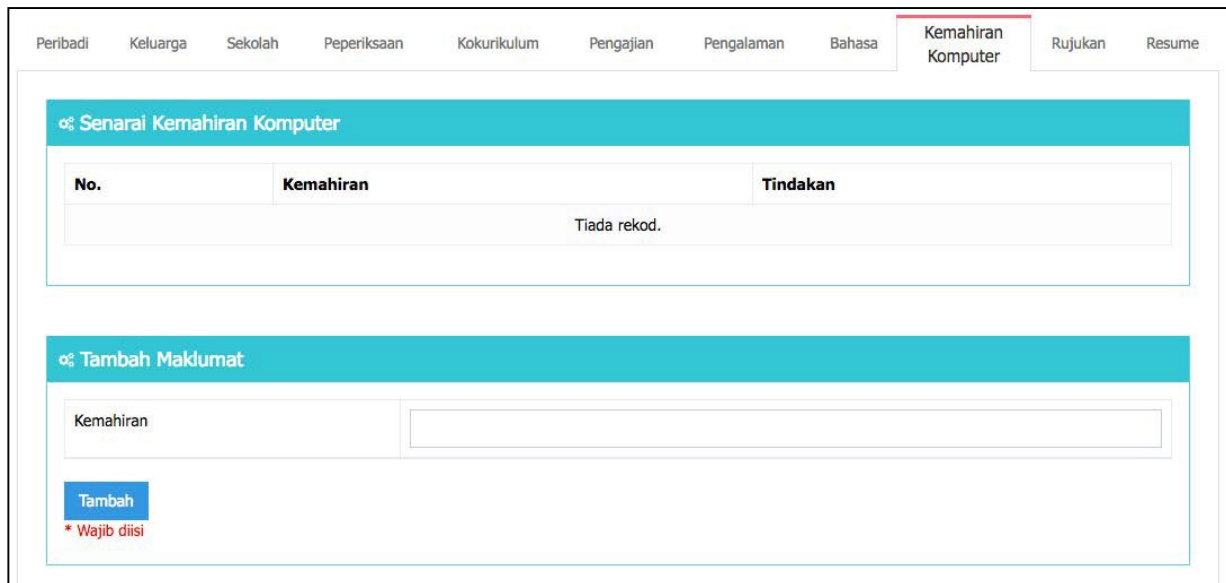 Peribadi Keluarga Sekolah Peperiksaan Kokurikulum Pengajian Pengalaman Bahasa Kemahiran Komputer Rujukan Resume
Senarai Kemahiran Komputer
No. Kemahiran Tindakan
Tiada rekod.
Tambah Maklumat
Kemahiran
Tambah
* Wajib diisi